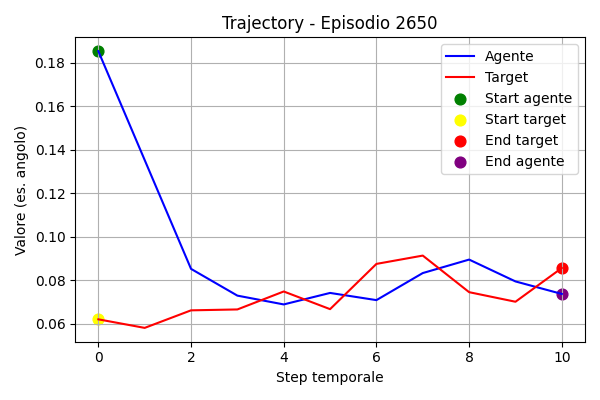 Trajectory - Episodio 2650
Agente
Target
Start agente
Start target
End target
End agente
Valore (es. angolo)
0.18
0.16
0.14
0.12
0.10
0.08
0.06
0 2 4 6 8 10
Step temporale